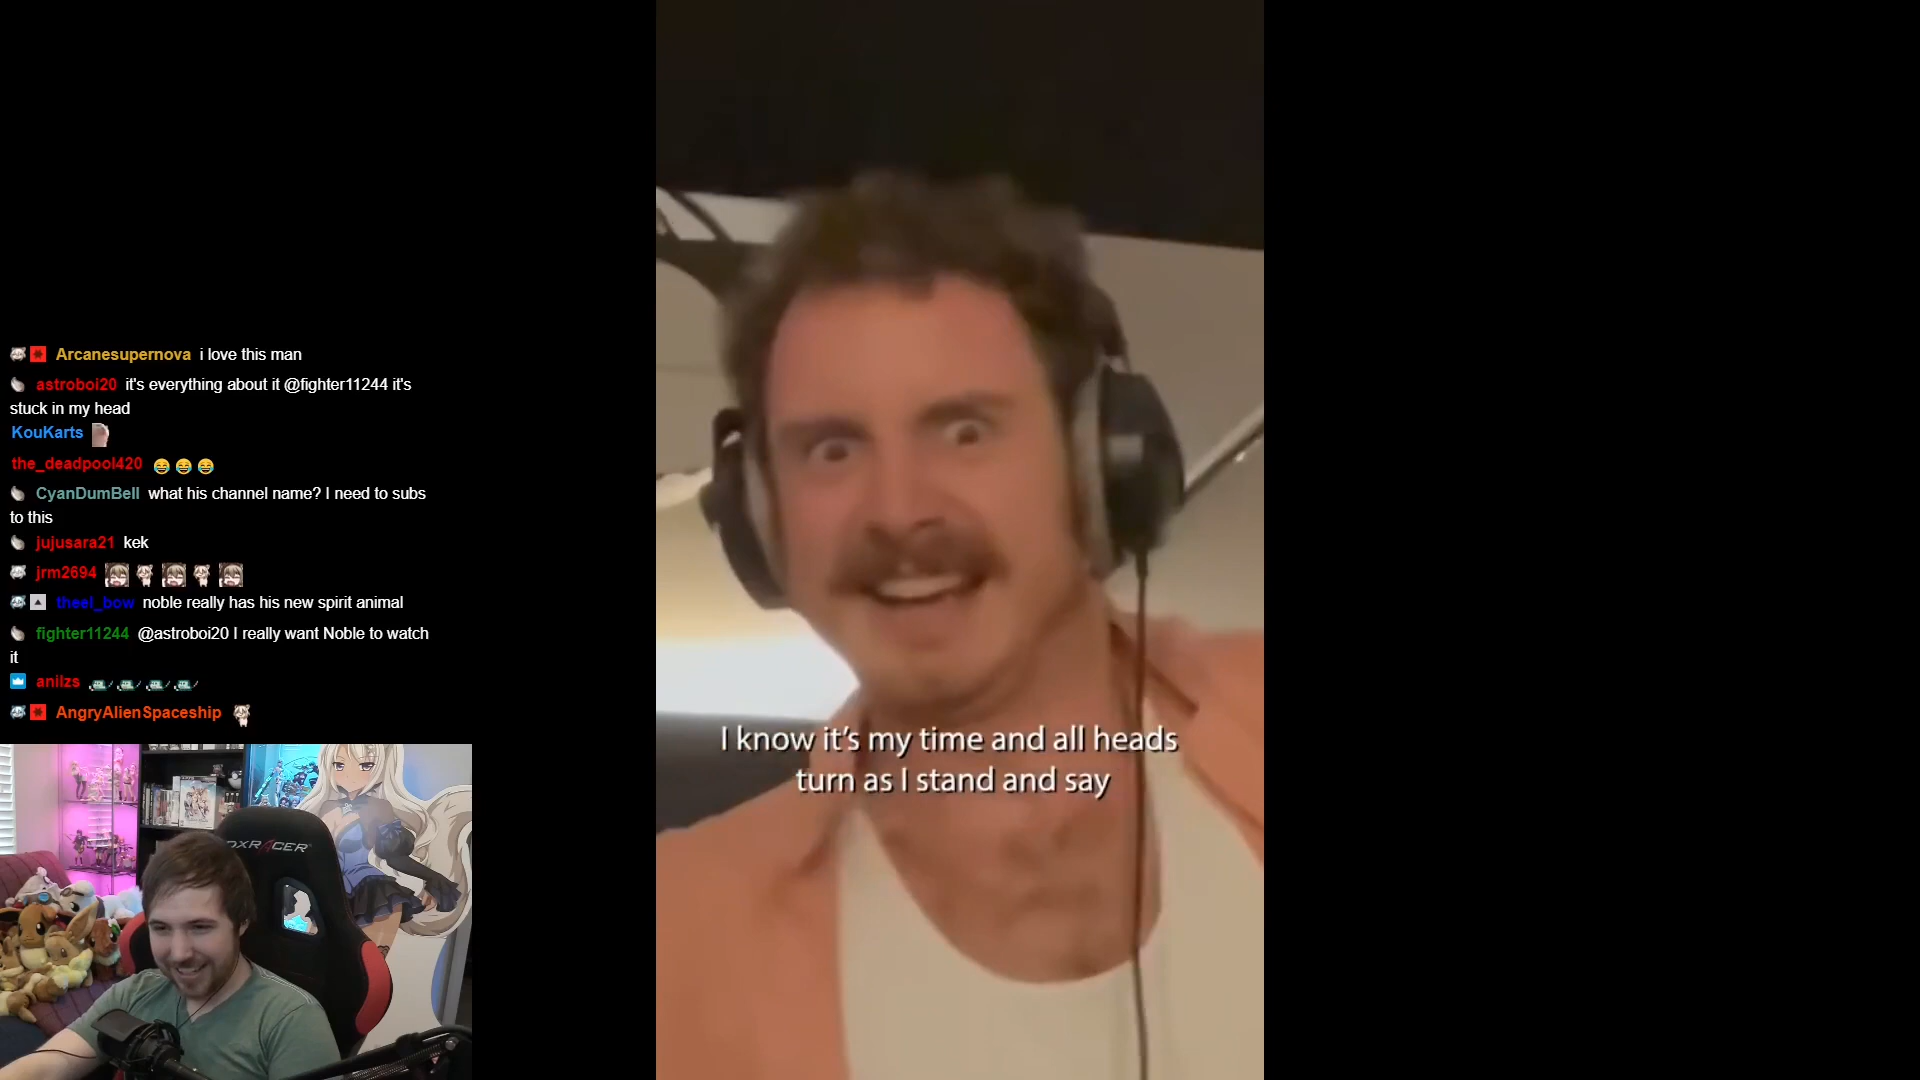 Arcanesupernova i love this man
astroboi20 it's everything about it @fighter11244 it's
stuck in my head
KouKarts
the_deadpool420
CyanDumBell what his channel name? I need to subs
to this
jujusara21 kek
jrm2694
theel_bow noble really has his new spirit animal
fighter11244 @astroboi20 I really want Noble to watch
it
anilzs
AngryAlienSpaceship
I know it's my time and all heads
turn as I stand and say
DXRACER